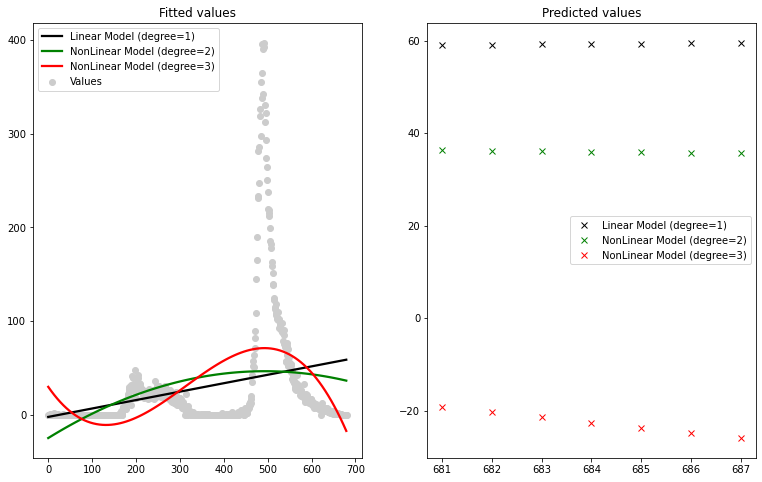 Fitted values
Linear Model (degree=1)
NonLinear Model (degree=2)
NonLinear Model (degree=3)
Values
400
300
200
100
0
0 100 200 300 400 500 600 700
Predicted values
60
40
20
0
−20
Linear Model (degree=1)
NonLinear Model (degree=2)
NonLinear Model (degree=3)
681 682 683 684 685 686 687